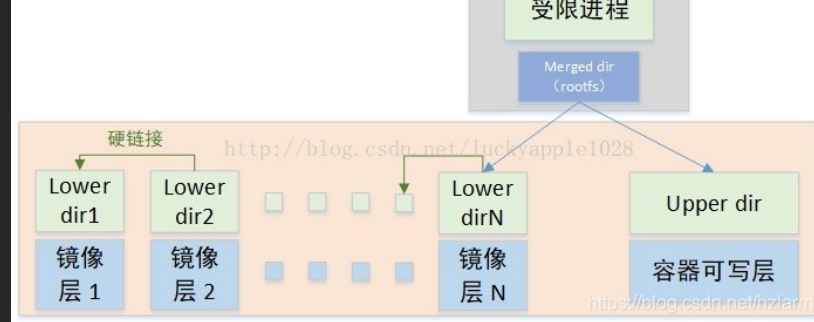 受限进程
Merged dir
（rootfs）
硬链接
http://blog.csdn.net/luckyapple1028
Lower
dir1
Lower
dir2
Lower
dirN
Upper dir
镜像
层 1
镜像
层 2
镜像
层 N
容器可写层
https://blog.csdn.net/hzlarm